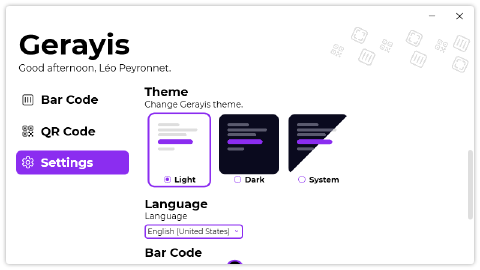 Gerayis
Good afternoon, Léo Peyronnet.
Bar Code
QR Code
Settings
Theme
Change Gerayis theme.
Light
Dark
System
Language
Language
English (United States)
Bar Code